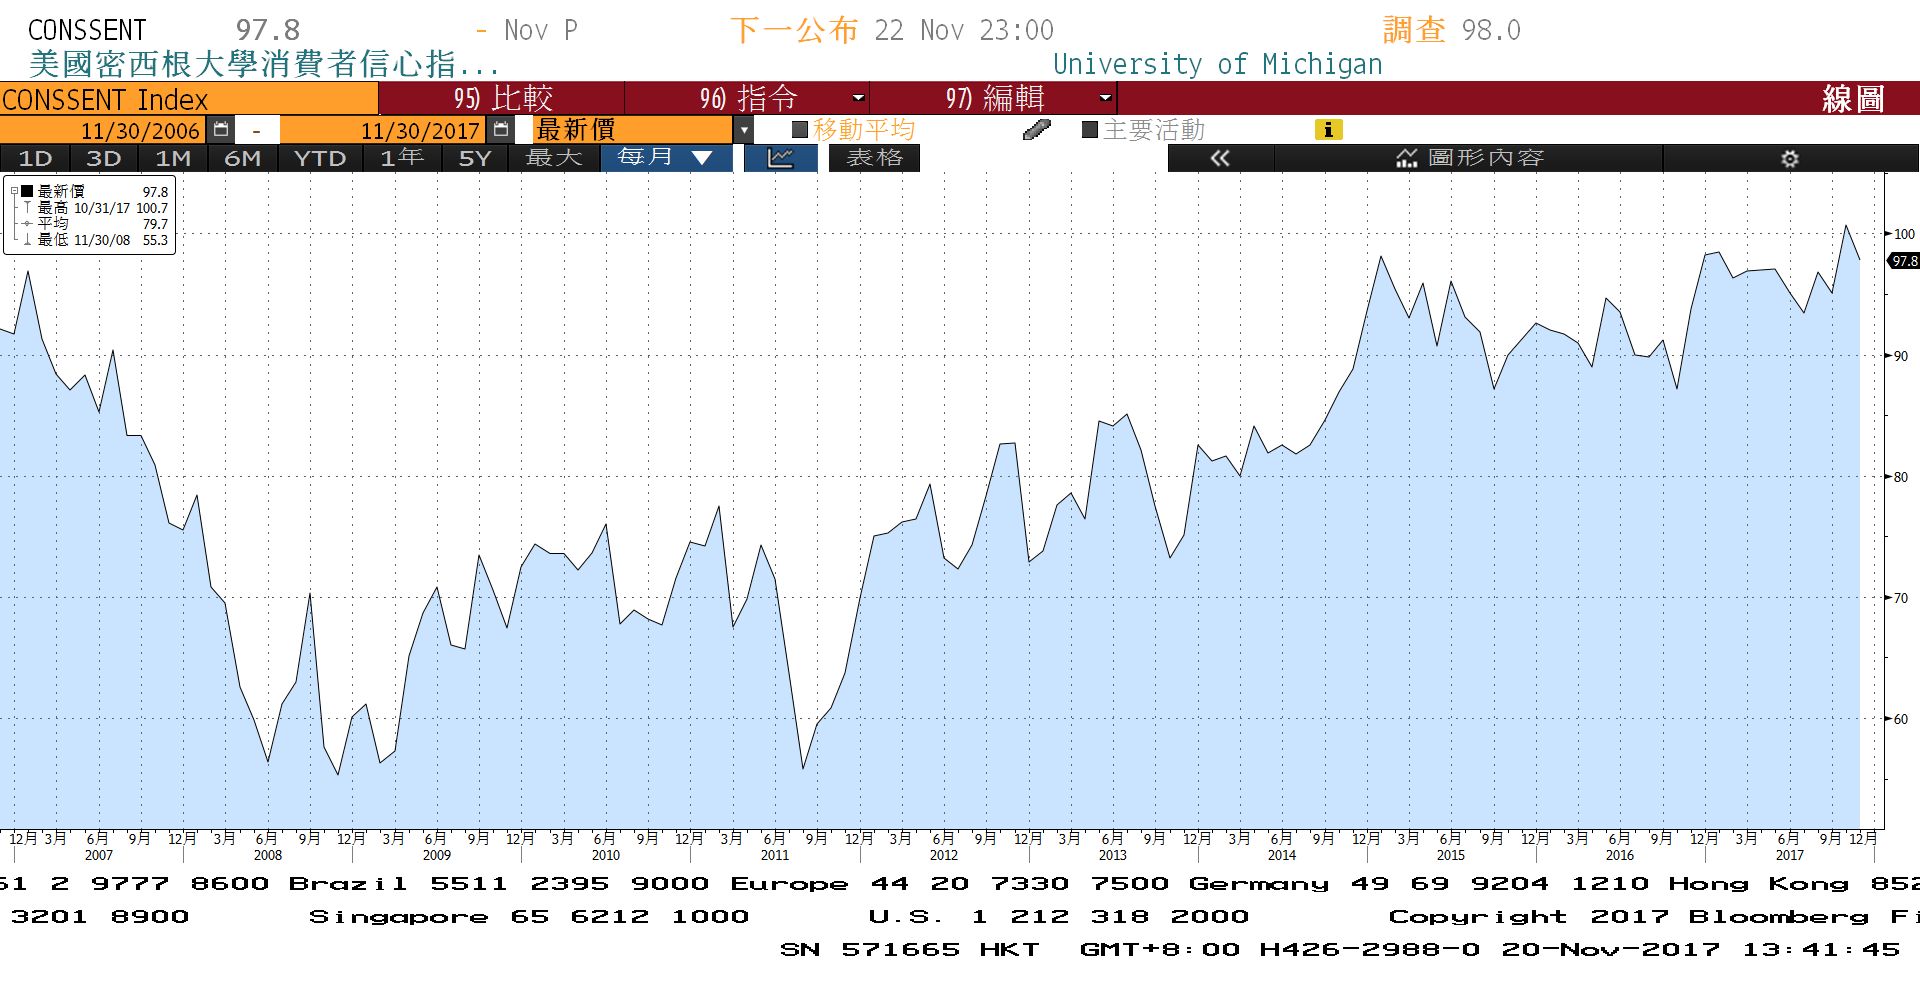 CONSSENT 97.8 - Nov P 下一公布 22 Nov 23:00 調查 98.0
美國密西根大學消費者信心指... University of Michigan
CONSSENT Index 95) 比較 96) 指令 97) 編輯 線圖
11/30/2006 - 11/30/2017 最新價 移動平均 主要活動
1D 3D 1M 6M YTD 1年 5Y 最大 每月 ▼ 表格 « 圖形內容
最新價 97.8
最高 10/31/17 100.7
平均 79.7
最低 11/30/08 55.3
100
97.8
90
80
70
60
12月 3月 6月 9月 12月 3月 6月 9月 12月 3月 6月 9月 12月 3月 6月 9月 12月 3月 6月 9月 12月 3月 6月 9月 12月 3月 6月 9月 12月 3月 6月 9月 12月 3月 6月 9月 12月 3月 6月 9月 12月 3月 6月 9月 12月
2007 2008 2009 2010 2011 2012 2013 2014 2015 2016 2017
61 2 9777 8600 Brazil 5511 2395 9000 Europe 44 20 7330 7500 Germany 49 69 9204 1210 Hong Kong 852
3201 8900 Singapore 65 6212 1000 U.S. 1 212 318 2000 Copyright 2017 Bloomberg Fi
SN 571665 HKT GMT+8:00 H426-2988-0 20-Nov-2017 13:41:45